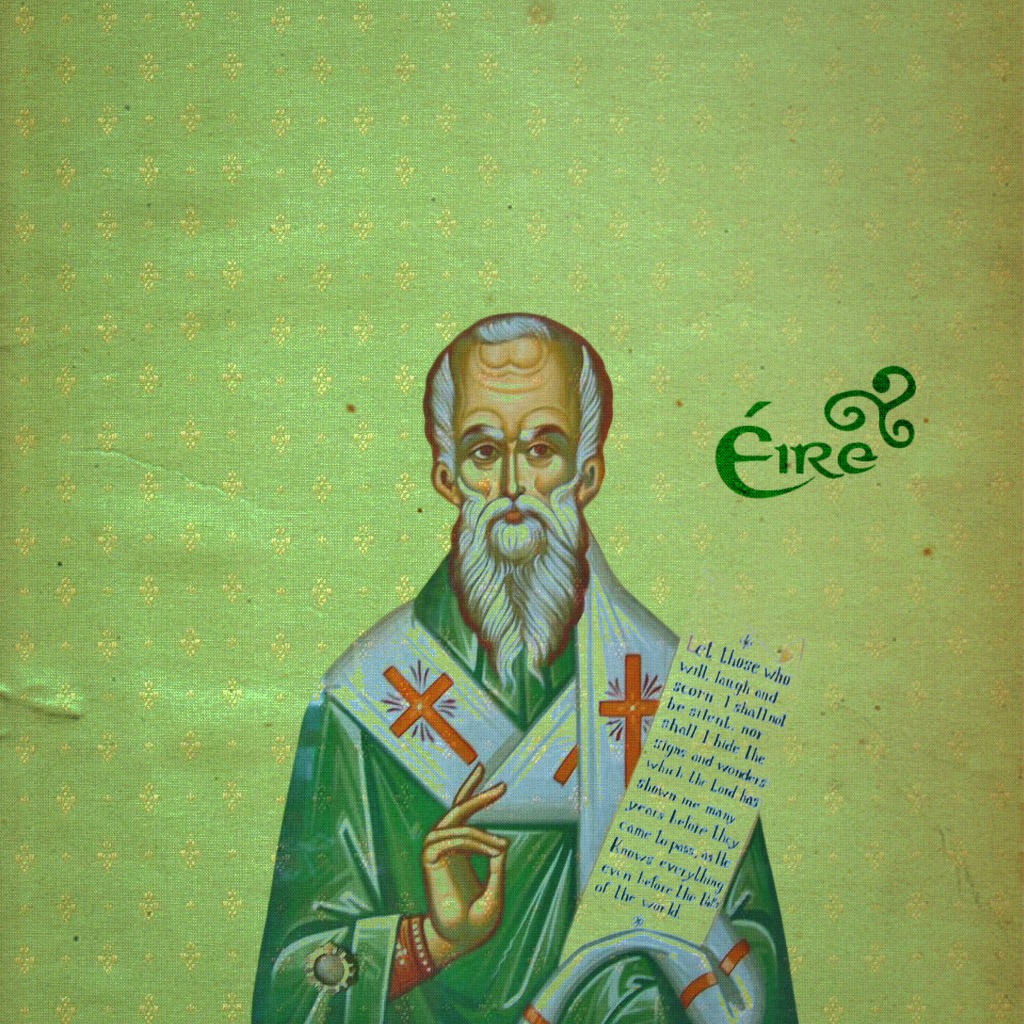 Éire
Let those who
will, laugh and
scorn I shall not
be silent, nor
shall I hide the
signs and wonders
which the Lord has
shown me many
years before they
came to pass, as He
knows everything
even before the
of the world.